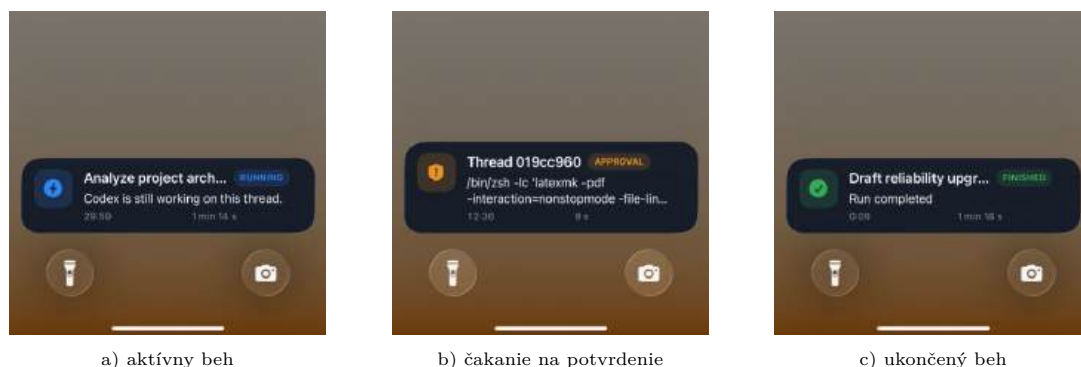 Analyze project arch... RUNNING
Codex is still working on this thread.
29:59 1 min 14 s
Thread 019cc960 APPROVAL
/bin/zsh -lc 'latexmk -pdf
-interaction=nonstopmode -file-lin...
12:36 8 s
Draft reliability upgr... FINISHED
Run completed
0:09 1 min 16 s
a) aktívny beh
b) čakanie na potvrdenie
c) ukončený beh